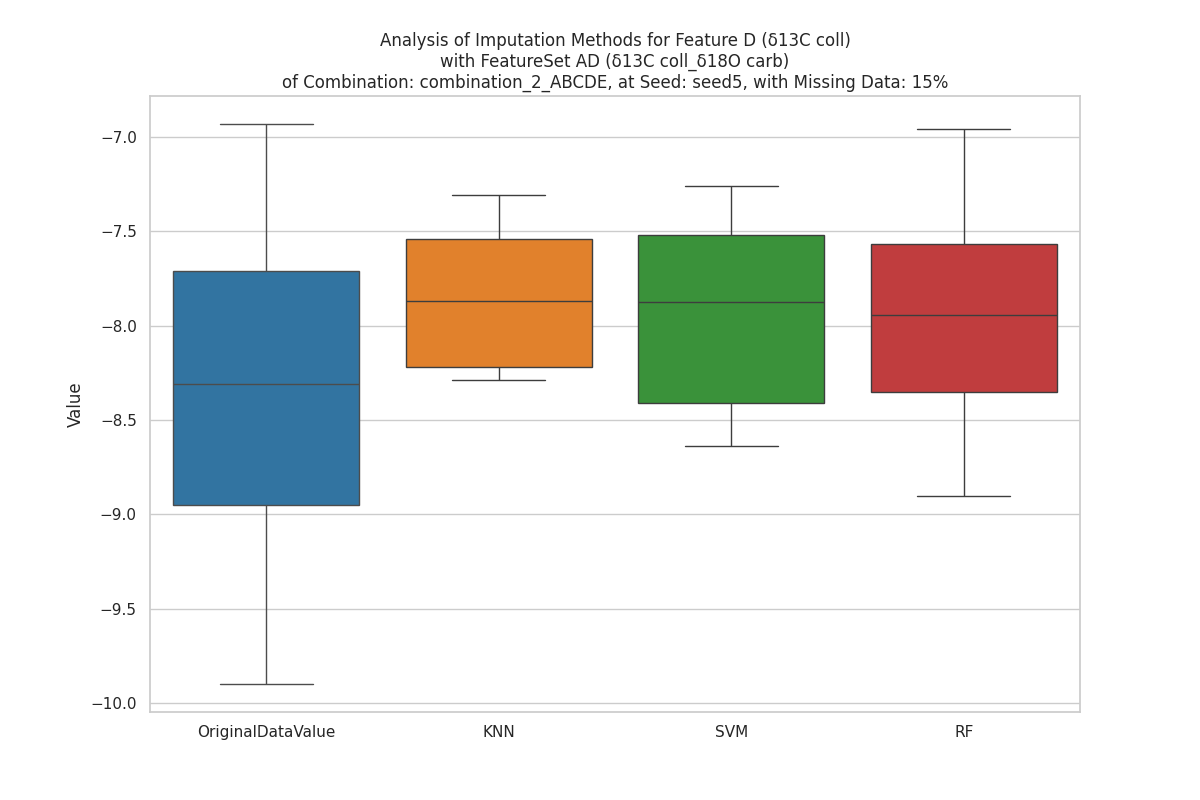 Analysis of Imputation Methods for Feature D (δ13C coll)
with FeatureSet AD (δ13C coll_δ18O carb)
of Combination: combination_2_ABCDE, at Seed: seed5, with Missing Data: 15%
−7.0
−7.5
−8.0
−8.5
−9.0
−9.5
−10.0
Value
OriginalDataValue
KNN
SVM
RF